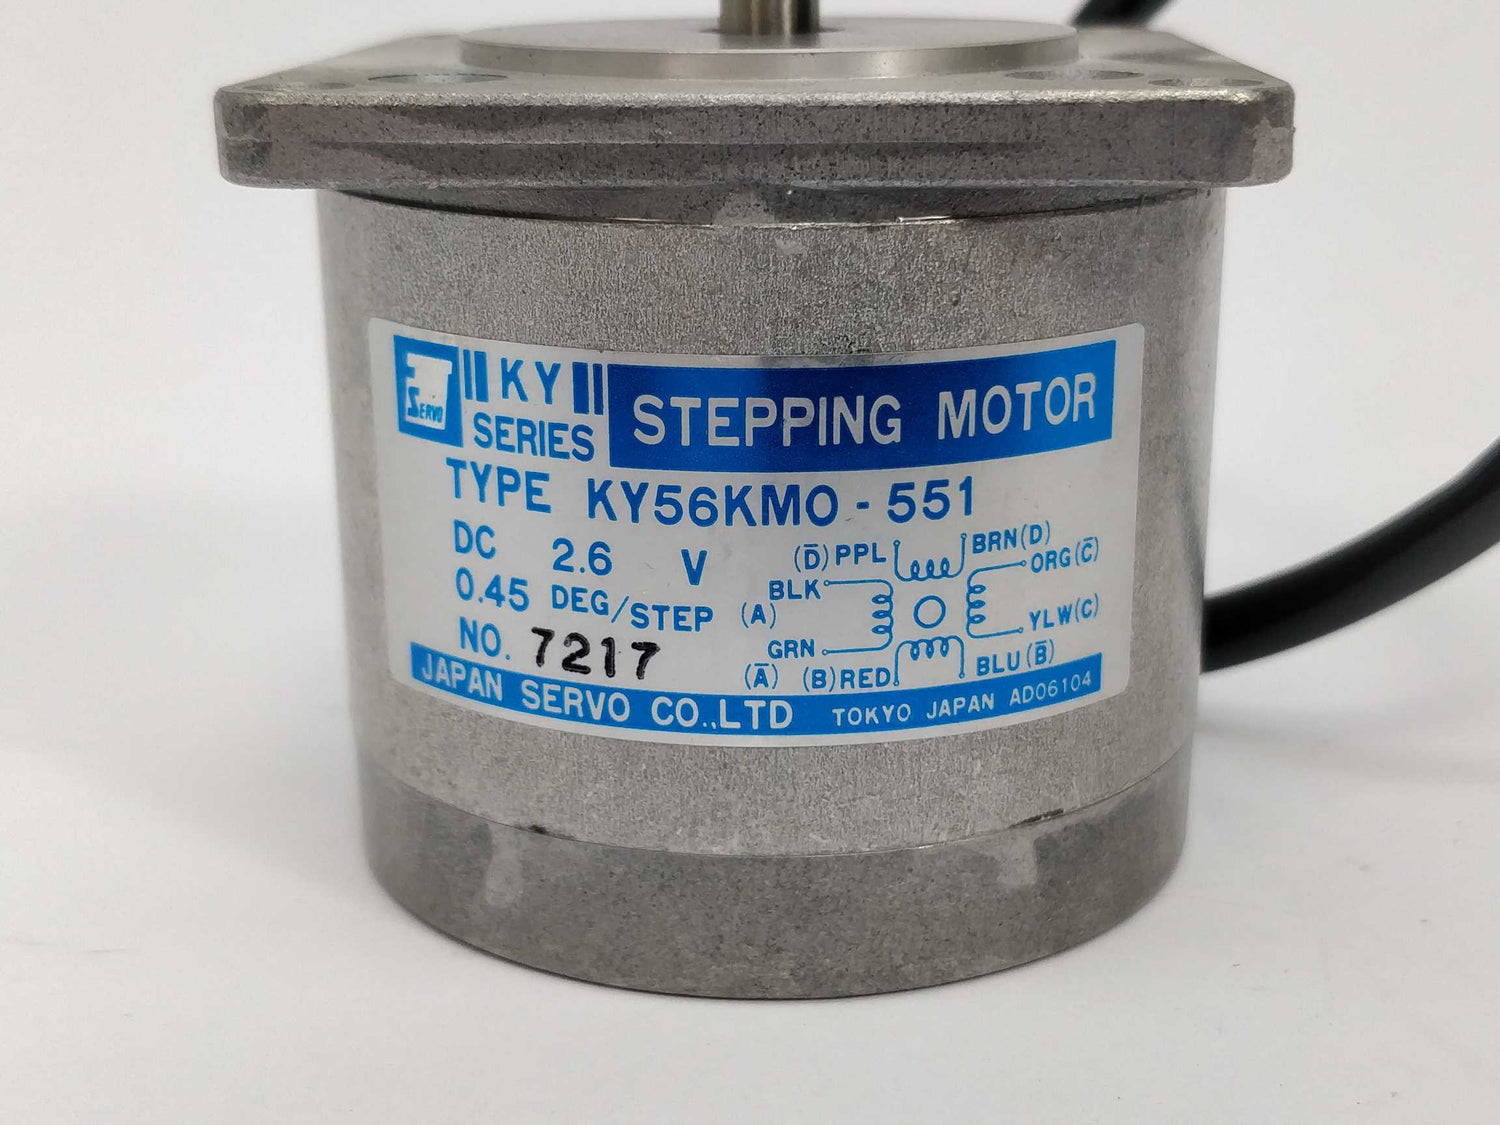 SERVO
KY
SERIES
STEPPING MOTOR
TYPE KY56KMO-551
DC 2.6 V
0.45 DEG/STEP
NO. 7217
(D̅) PPL
BRN(D)
BLK
(A)
ORG(C̅)
YLW(C)
GRN
(A̅)
(B)RED
BLU(B̅)
JAPAN SERVO CO.,LTD TOKYO JAPAN AD06104